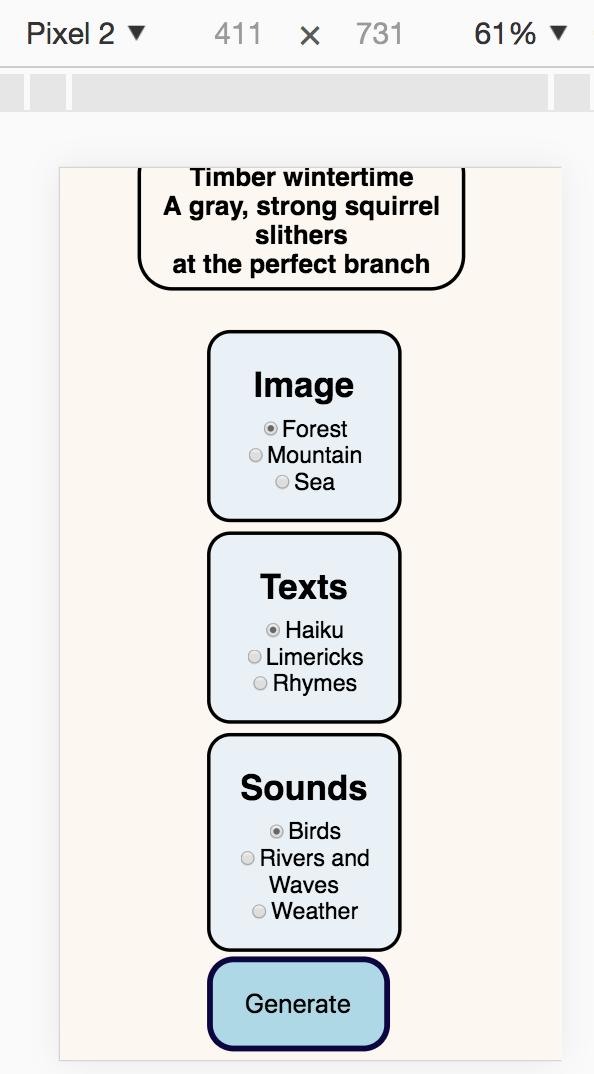 Pixel 2 ▼ 411 × 731 61% ▼
Timber wintertime
A gray, strong squirrel
slithers
at the perfect branch
Image
Forest
Mountain
Sea
Texts
Haiku
Limericks
Rhymes
Sounds
Birds
Rivers and
Waves
Weather
Generate